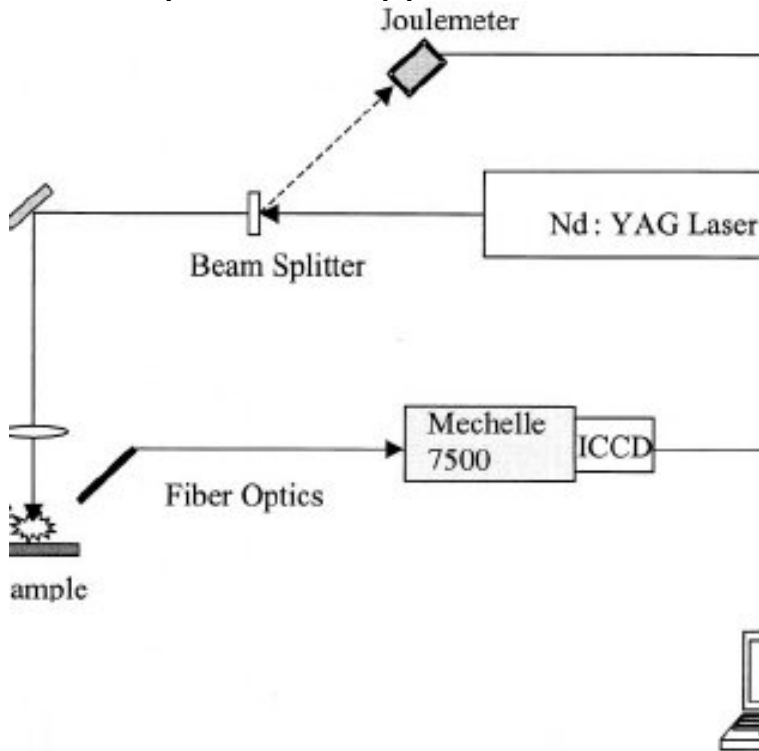 Joulemeter
Nd : YAG Laser
Beam Splitter
Mechelle
7500
ICCD
Fiber Optics
ample